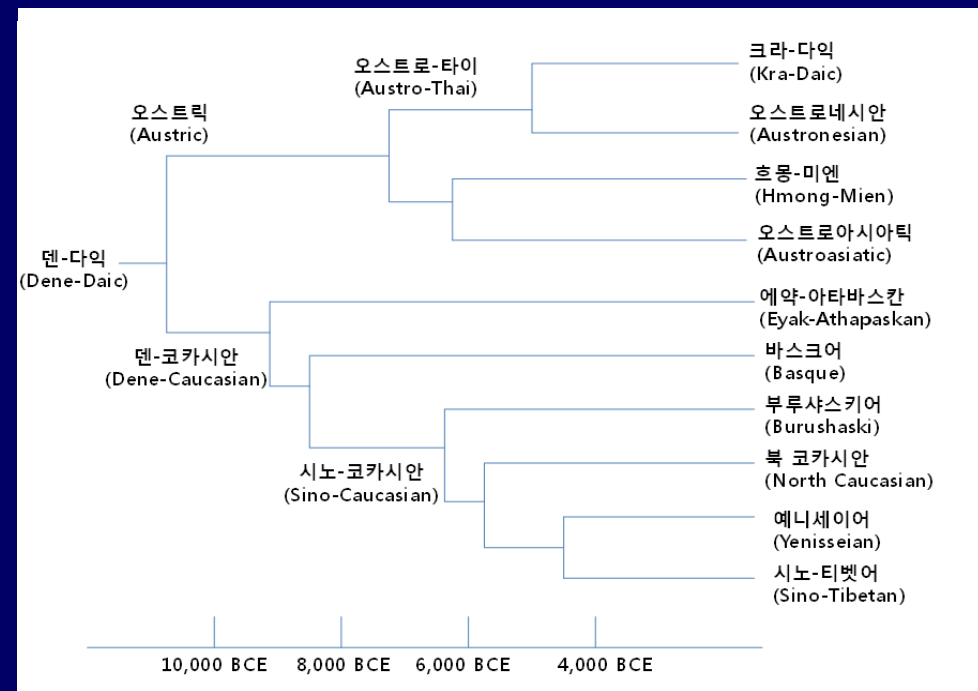 크라-다익
(Kra-Daic)
오스트로-타이
(Austro-Thai)
오스트릭
(Austric)
오스트로네시안
(Austronesian)
흐몽-미엔
(Hmong-Mien)
오스트로아시아틱
(Austroasiatic)
덴-다익
(Dene-Daic)
에약-아타바스칸
(Eyak-Athapaskan)
덴-코카시안
(Dene-Caucasian)
바스크어
(Basque)
부루샤스키어
(Burushaski)
시노-코카시안
(Sino-Caucasian)
북 코카시안
(North Caucasian)
예니세이어
(Yenisseian)
시노-티벳어
(Sino-Tibetan)
10,000 BCE 8,000 BCE 6,000 BCE 4,000 BCE